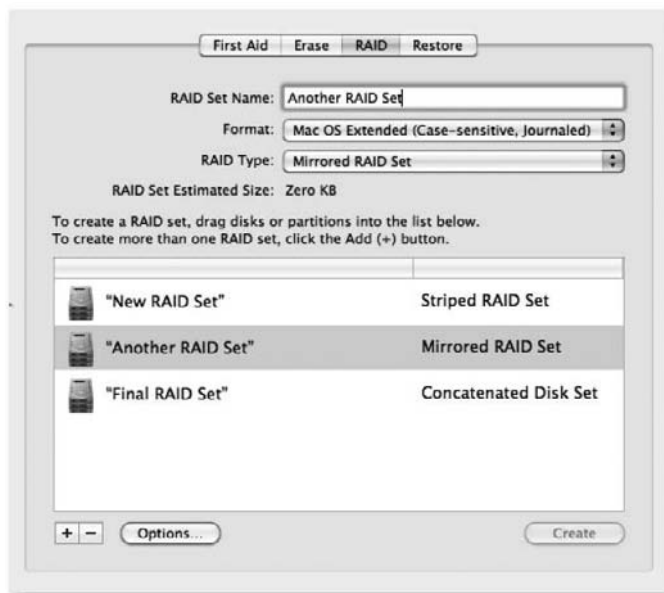 First Aid Erase RAID Restore
RAID Set Name: Another RAID Set
Format: Mac OS Extended (Case-sensitive, Journaled)
RAID Type: Mirrored RAID Set
RAID Set Estimated Size: Zero KB
To create a RAID set, drag disks or partitions into the list below.
To create more than one RAID set, click the Add (+) button.
"New RAID Set" Striped RAID Set
"Another RAID Set" Mirrored RAID Set
"Final RAID Set" Concatenated Disk Set
+ − Options... Create